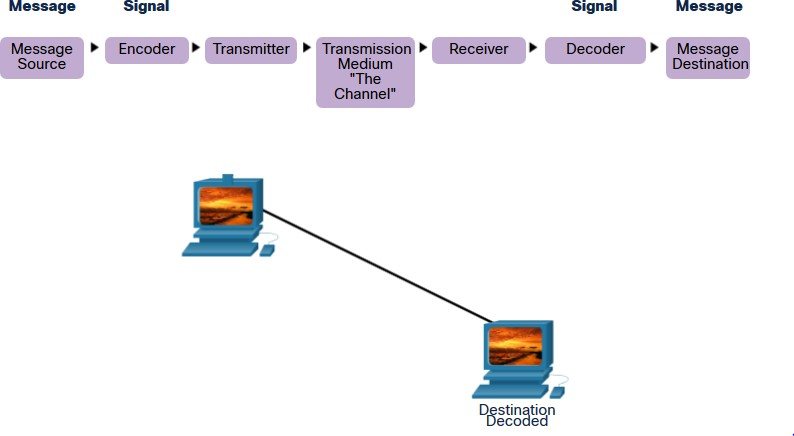 Message Signal Signal Message
Message Source
Encoder
Transmitter
Transmission Medium "The Channel"
Receiver
Decoder
Message Destination
Destination
Decoded